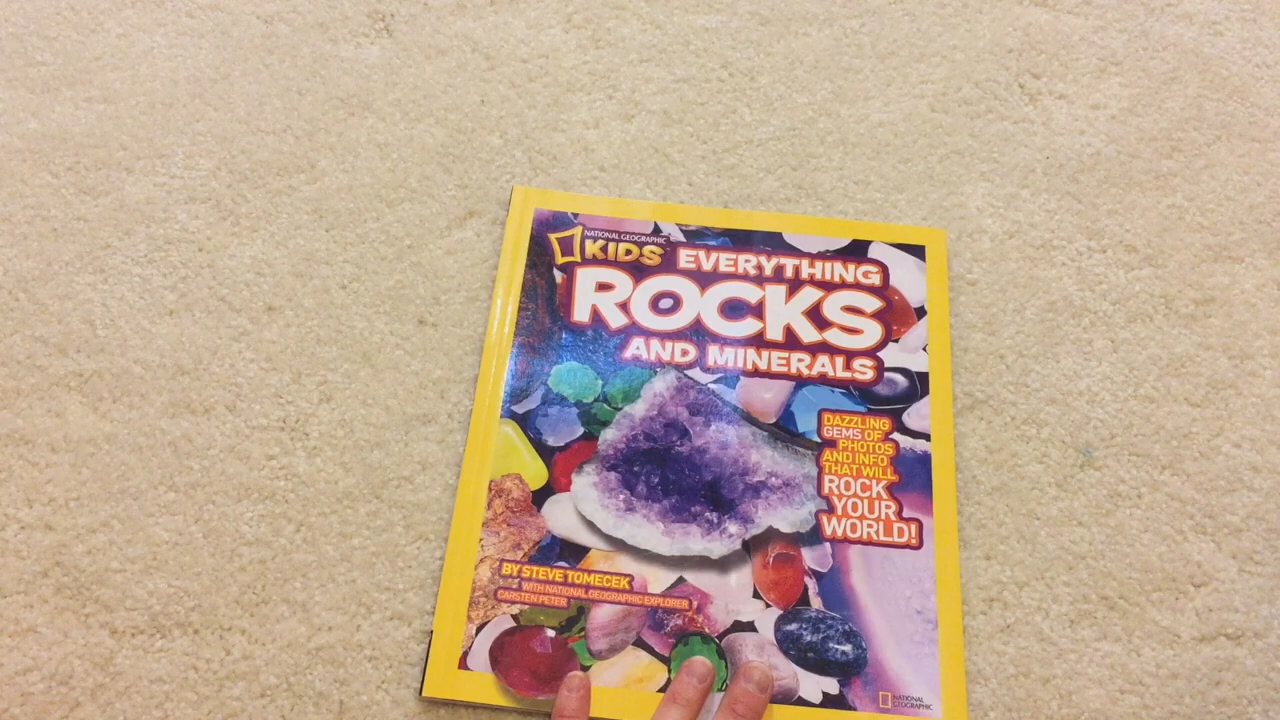 NATIONAL GEOGRAPHIC
KIDS
EVERYTHING
ROCKS
AND MINERALS
DAZZLING
GEMS OF
PHOTOS
AND INFO
THAT WILL
ROCK
YOUR
WORLD!
BY STEVE TOMECEK
WITH NATIONAL GEOGRAPHIC EXPLORER
CARSTEN PETER
NATIONAL
GEOGRAPHIC